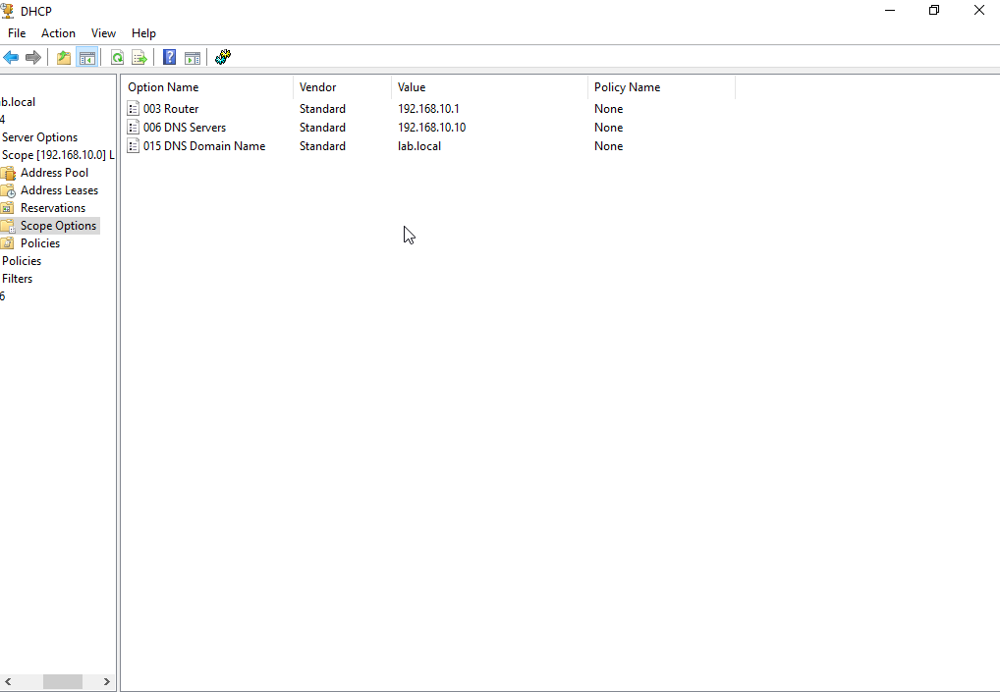 DHCP
File Action View Help
b.local
4
Server Options
Scope [192.168.10.0] L
Address Pool
Address Leases
Reservations
Scope Options
Policies
Policies
Filters
6
Option Name Vendor Value Policy Name
003 Router Standard 192.168.10.1 None
006 DNS Servers Standard 192.168.10.10 None
015 DNS Domain Name Standard lab.local None